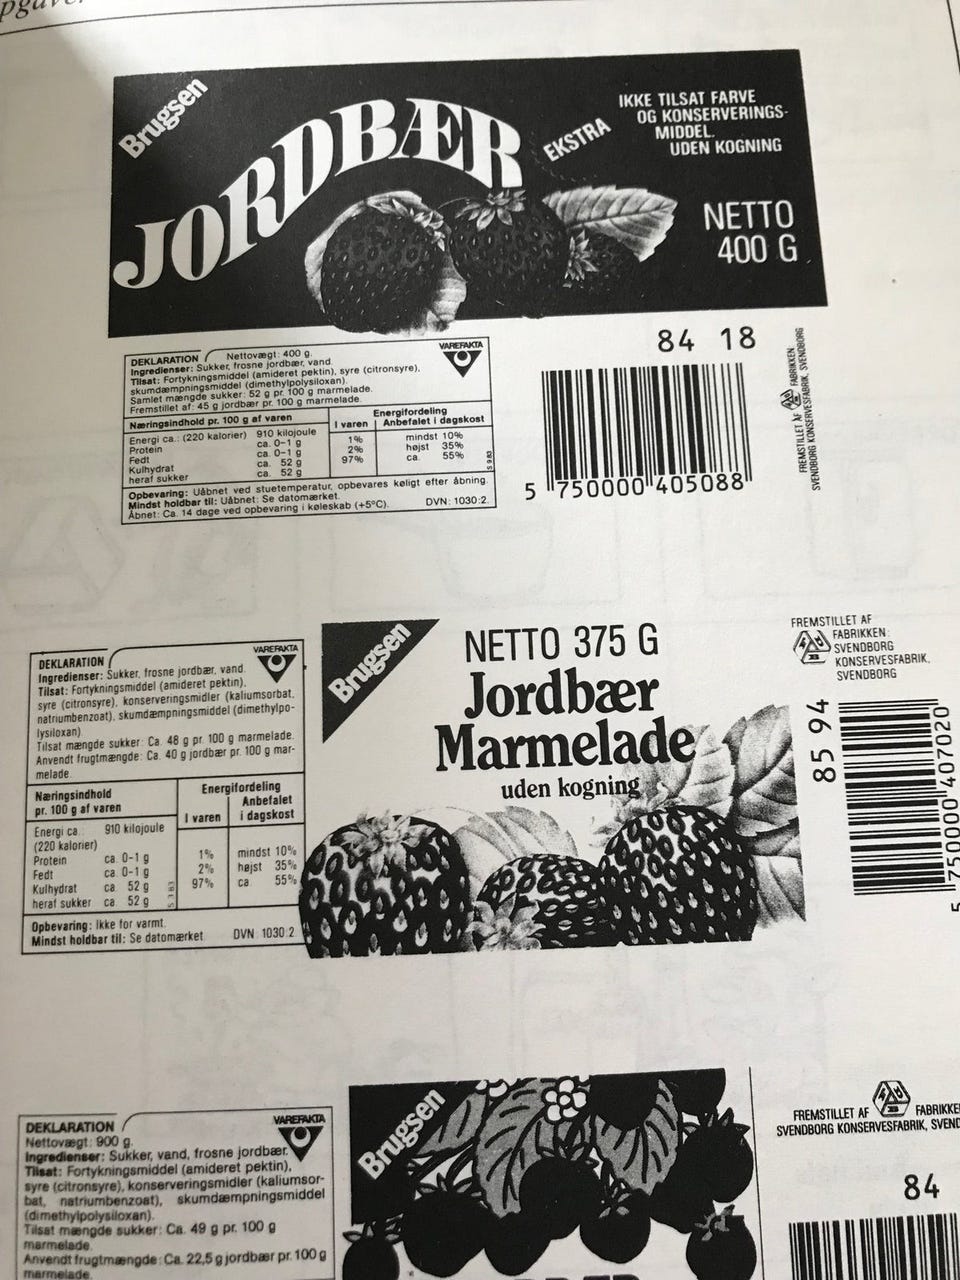 Brugsen
JORDBÆR
EKSTRA
IKKE TILSAT FARVE
OG KONSERVERINGS-
MIDDEL.
UDEN KOGNING
NETTO
400 G
DEKLARATION
Nettovægt: 400 g.
VAREFAKTA
Ingredienser: Sukker, frosne jordbær, vand.
Tilsat: Fortykningsmiddel (amideret pektin), syre (citronsyre),
skumdæmpningsmiddel (dimethylpolysiloxan).
Samlet mængde sukker: 52 g pr. 100 g marmelade.
Fremstillet af: 45 g jordbær pr. 100 g marmelade.
Næringsindhold pr. 100 g af varen
Energifordeling
I varen
Anbefalet i dagskost
Energi ca.: (220 kalorier) 910 kilojoule
Protein ca. 0-1 g 1% mindst 10%
Fedt ca. 0-1 g 2% højst 35%
Kulhydrat ca. 52 g 97% ca. 55%
heraf sukker ca. 52 g
Opbevaring: Uåbnet ved stuetemperatur, opbevares køligt efter åbning.
Mindst holdbar til: Uåbnet: Se datomærket.
Åbnet: Ca. 14 dage ved opbevaring i køleskab (+5°C).
DVN: 1030:2.
84 18
5 750000 405088
FREMSTILLET AF FABRIKKEN
SVENDBORG KONSERVESFABRIK, SVENDBORG
DEKLARATION
VAREFAKTA
Ingredienser: Sukker, frosne jordbær, vand.
Tilsat: Fortykningsmiddel (amideret pektin),
syre (citronsyre), konserveringsmidler (kaliumsorbat,
natriumbenzoat), skumdæmpningsmiddel (dimethylpo-
lysiloxan).
Tilsat mængde sukker: Ca. 48 g pr. 100 g marmelade.
Anvendt frugtmængde: Ca. 40 g jordbær pr. 100 g mar-
melade.
Næringsindhold
pr. 100 g af varen
Energifordeling
I varen
Anbefalet
i dagskost
Energi ca.: 910 kilojoule
(220 kalorier)
Protein ca. 0-1 g 1% mindst 10%
Fedt ca. 0-1 g 2% højst 35%
Kulhydrat ca. 52 g 97% ca. 55%
heraf sukker ca. 52 g
Opbevaring: Ikke for varmt.
Mindst holdbar til: Se datomærket
DVN: 1030:2.
Brugsen
NETTO 375 G
Jordbær
Marmelade
uden kogning
FREMSTILLET AF
FABRIKKEN:
SVENDBORG
KONSERVESFABRIK,
SVENDBORG
85 94
5 750000 407020
DEKLARATION
VAREFAKTA
Nettovægt: 900 g.
Ingredienser: Sukker, vand, frosne jordbær.
Tilsat: Fortykningsmiddel (amideret pektin),
syre (citronsyre), konserveringsmidler (kaliumsor-
bat, natriumbenzoat), skumdæmpningsmiddel
(dimethylpolysiloxan).
Tilsat mængde sukker: Ca. 49 g pr. 100 g
marmelade.
Anvendt frugtmængde: Ca. 22,5 g jordbær pr. 100 g
marmelade.
Brugsen
FREMSTILLET AF FABRIKKE
SVENDBORG KONSERVESFABRIK, SVEND
84